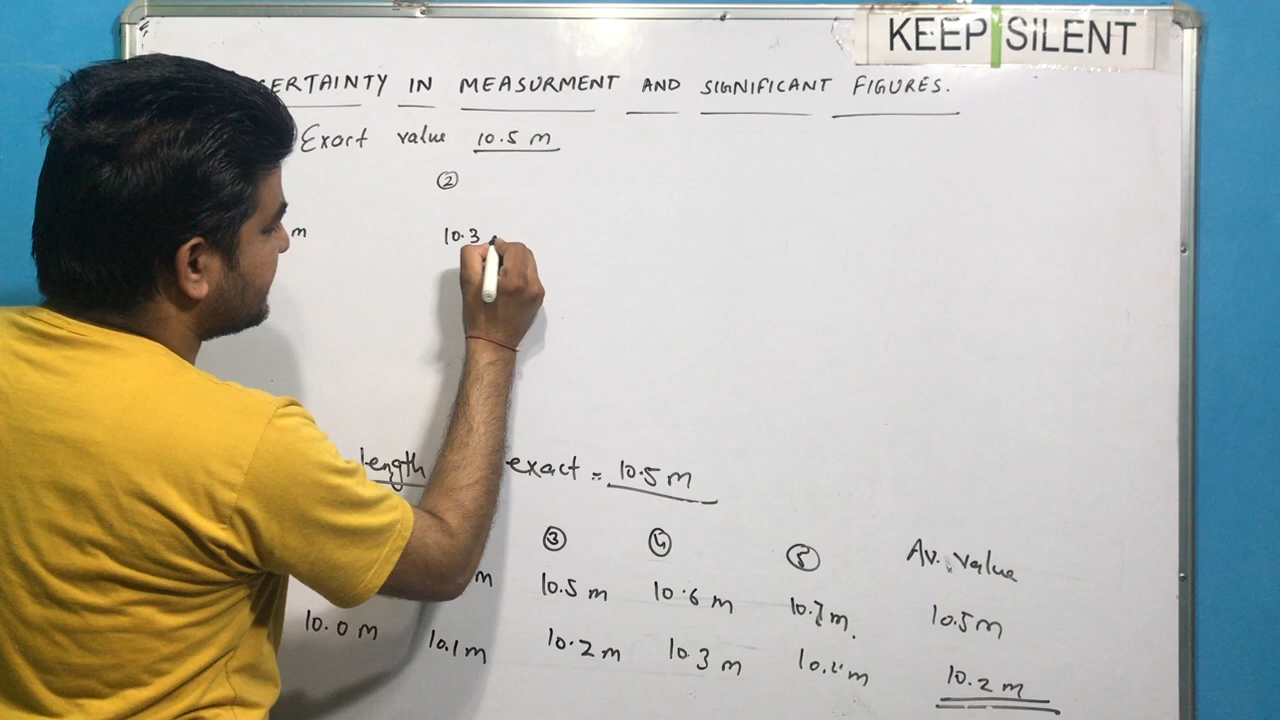 KEEP SILENT
ERTAINTY IN MEASURMENT AND SIGNIFICANT FIGURES.
Exact value 10.5 m
②
m 10.3
length exact = 10.5 m
③ ④ ⑤ Av. value
m 10.5 m 10.6 m 10.7 m. 10.5 m
10.0 m 10.1 m 10.2 m 10.3 m 10.4 m 10.2 m